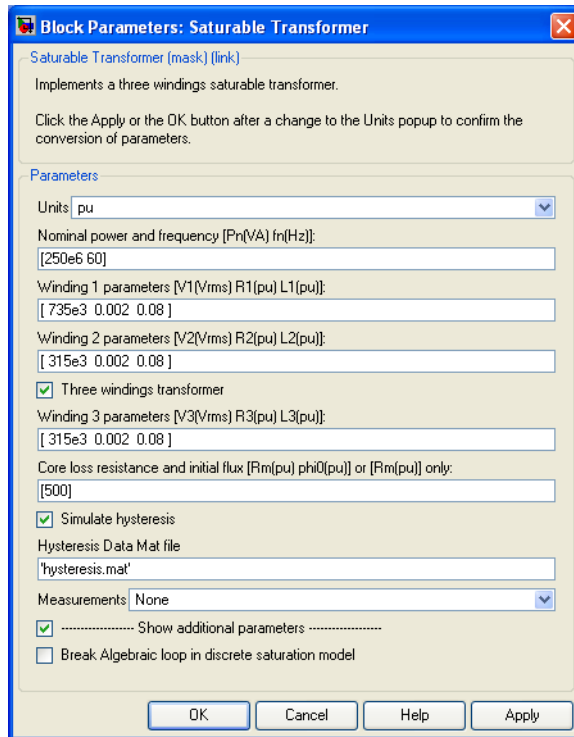 Block Parameters: Saturable Transformer
Saturable Transformer (mask) (link)
Implements a three windings saturable transformer.
Click the Apply or the OK button after a change to the Units popup to confirm the
conversion of parameters.
Parameters
Units pu
Nominal power and frequency [Pn(VA) fn(Hz)]:
[250e6 60]
Winding 1 parameters [V1(Vrms) R1(pu) L1(pu)]:
[ 735e3  0.002  0.08 ]
Winding 2 parameters [V2(Vrms) R2(pu) L2(pu)]:
[ 315e3  0.002  0.08 ]
Three windings transformer
Winding 3 parameters [V3(Vrms) R3(pu) L3(pu)]:
[ 315e3  0.002  0.08 ]
Core loss resistance and initial flux [Rm(pu) phi0(pu)] or [Rm(pu)] only:
[500]
Simulate hysteresis
Hysteresis Data Mat file
'hysteresis.mat'
Measurements None
------------------ Show additional parameters ------------------
Break Algebraic loop in discrete saturation model
OK Cancel Help Apply